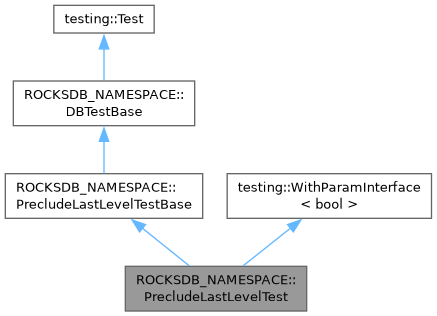 testing::Test
ROCKSDB_NAMESPACE::
DBTestBase
ROCKSDB_NAMESPACE::
PrecludeLastLevelTestBase
testing::WithParamInterface
< bool >
ROCKSDB_NAMESPACE::
PrecludeLastLevelTest